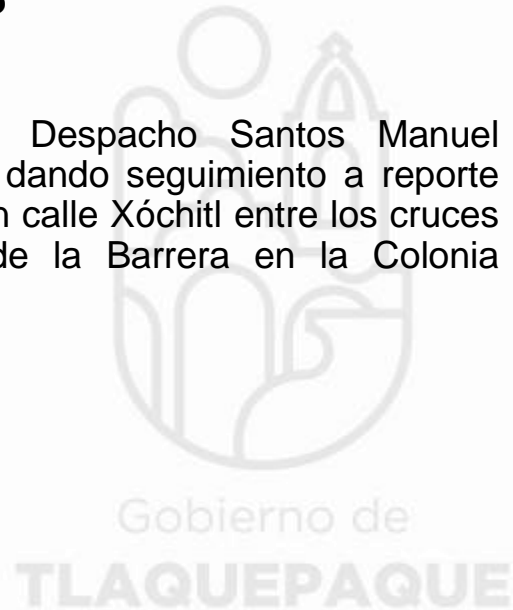 Despacho Santos Manuel
dando seguimiento a reporte
calle Xóchitl entre los cruces
de la Barrera en la Colonia
Gobierno de
TLAQUEPAQUE